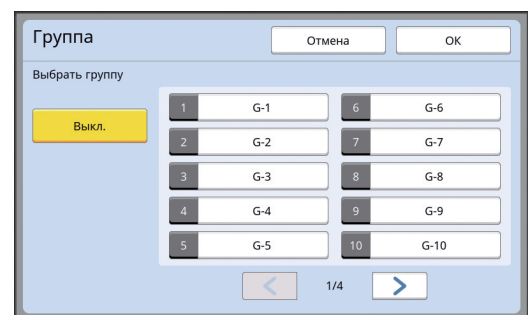 Группа
Отмена
ОК
Выбрать группу
Выкл.
1 G-1
2 G-2
3 G-3
4 G-4
5 G-5
6 G-6
7 G-7
8 G-8
9 G-9
10 G-10
1/4